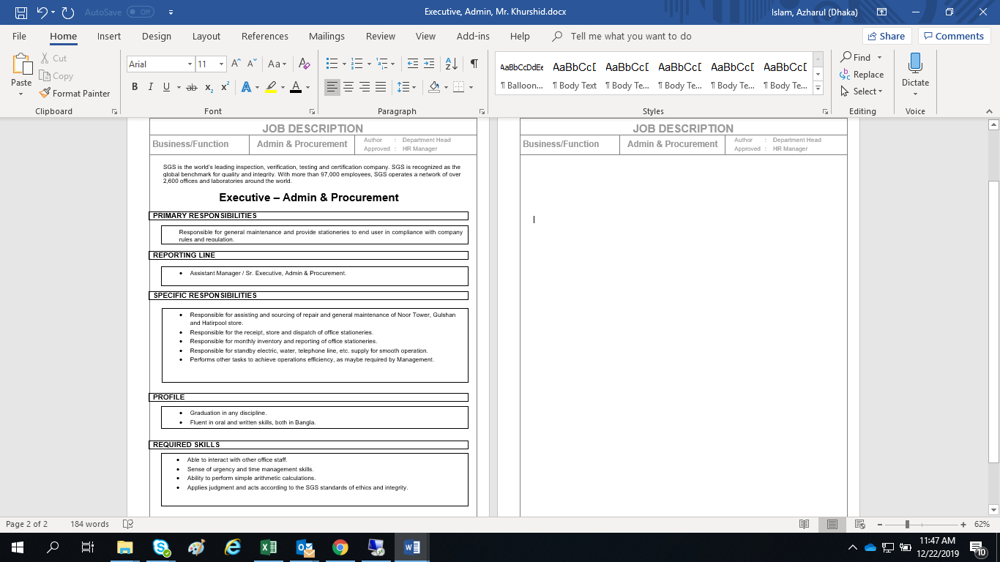 AutoSave Off
Executive, Admin, Mr. Khurshid.docx
Islam, Azharul (Dhaka)
File Home Insert Design Layout References Mailings Review View Add-ins Help Tell me what you want to do Share Comments
Paste
Cut
Copy
Format Painter
Clipboard
Arial 11
Font
Paragraph
AaBbCcDdEe AaBbCcD AaBbCcD AaBbCcD AaBbCcD AaBbCcD
¶ Balloon... ¶ Body Text ¶ Body Te... ¶ Body Te... ¶ Body Te... ¶ Body Te...
Styles
Find
Replace
Select
Editing
Dictate
Voice
JOB DESCRIPTION
Business/Function
Admin & Procurement
Author : Department Head
Approved : HR Manager
SGS is the world's leading inspection, verification, testing and certification company. SGS is recognized as the
global benchmark for quality and integrity. With more than 97,000 employees, SGS operates a network of over
2,600 offices and laboratories around the world.
Executive – Admin & Procurement
PRIMARY RESPONSIBILITIES
Responsible for general maintenance and provide stationeries to end user in compliance with company
rules and regulation.
REPORTING LINE
• Assistant Manager / Sr. Executive, Admin & Procurement.
SPECIFIC RESPONSIBILITIES
• Responsible for assisting and sourcing of repair and general maintenance of Noor Tower, Gulshan
and Hatirpool store.
• Responsible for the receipt, store and dispatch of office stationeries.
• Responsible for monthly inventory and reporting of office stationeries.
• Responsible for standby electric, water, telephone line, etc. supply for smooth operation.
• Performs other tasks to achieve operations efficiency, as maybe required by Management.
PROFILE
• Graduation in any discipline.
• Fluent in oral and written skills, both in Bangla.
REQUIRED SKILLS
• Able to interact with other office staff.
• Sense of urgency and time management skills.
• Ability to perform simple arithmetic calculations.
• Applies judgment and acts according to the SGS standards of ethics and integrity.
JOB DESCRIPTION
Business/Function
Admin & Procurement
Author : Department Head
Approved : HR Manager
Page 2 of 2 184 words
62%
11:47 AM
12/22/2019
10